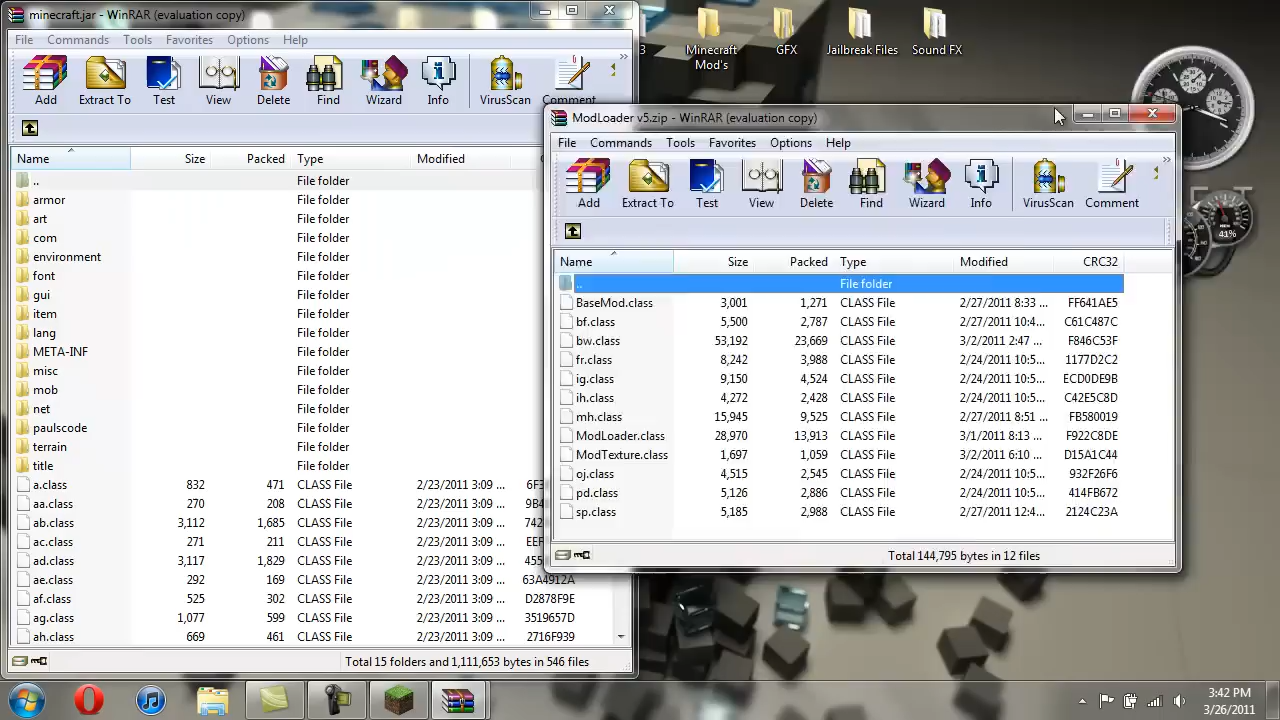 minecraft.jar - WinRAR (evaluation copy)
File Commands Tools Favorites Options Help
Add Extract To Test View Delete Find Wizard Info VirusScan Comment
Name Size Packed Type Modified
.. File folder
armor File folder
art File folder
com File folder
environment File folder
font File folder
gui File folder
item File folder
lang File folder
META-INF File folder
misc File folder
mob File folder
net File folder
paulscode File folder
terrain File folder
title File folder
a.class 832 471 CLASS File 2/23/2011 3:09 ...
aa.class 270 208 CLASS File 2/23/2011 3:09 ...
ab.class 3,112 1,685 CLASS File 2/23/2011 3:09 ...
ac.class 271 211 CLASS File 2/23/2011 3:09 ...
ad.class 3,117 1,829 CLASS File 2/23/2011 3:09 ...
ae.class 292 169 CLASS File 2/23/2011 3:09 ... 63A4912A
af.class 525 302 CLASS File 2/23/2011 3:09 ... D2878F9E
ag.class 1,077 599 CLASS File 2/23/2011 3:09 ... 3519657D
ah.class 669 461 CLASS File 2/23/2011 3:09 ... 2716F939
Total 15 folders and 1,111,653 bytes in 546 files
3
Minecraft Mod's
GFX
Jailbreak Files
Sound FX
ModLoader v5.zip - WinRAR (evaluation copy)
File Commands Tools Favorites Options Help
Add Extract To Test View Delete Find Wizard Info VirusScan Comment
Name Size Packed Type Modified CRC32
.. File folder
BaseMod.class 3,001 1,271 CLASS File 2/27/2011 8:33 ... FF641AE5
bf.class 5,500 2,787 CLASS File 2/27/2011 10:4... C61C487C
bw.class 53,192 23,669 CLASS File 3/2/2011 2:47 ... F846C53F
fr.class 8,242 3,988 CLASS File 2/24/2011 10:5... 1177D2C2
ig.class 9,150 4,524 CLASS File 2/24/2011 10:5... ECD0DE9B
ih.class 4,272 2,428 CLASS File 2/24/2011 10:5... C42E5C8D
mh.class 15,945 9,525 CLASS File 2/27/2011 8:51 ... FB580019
ModLoader.class 28,970 13,913 CLASS File 3/1/2011 8:13 ... F922C8DE
ModTexture.class 1,697 1,059 CLASS File 3/2/2011 6:10 ... D15A1C44
oj.class 4,515 2,545 CLASS File 2/24/2011 10:5... 932F26F6
pd.class 5,126 2,886 CLASS File 2/24/2011 10:5... 414FB672
sp.class 5,185 2,988 CLASS File 2/27/2011 12:4... 2124C23A
Total 144,795 bytes in 12 files
41%
3:42 PM
3/26/2011